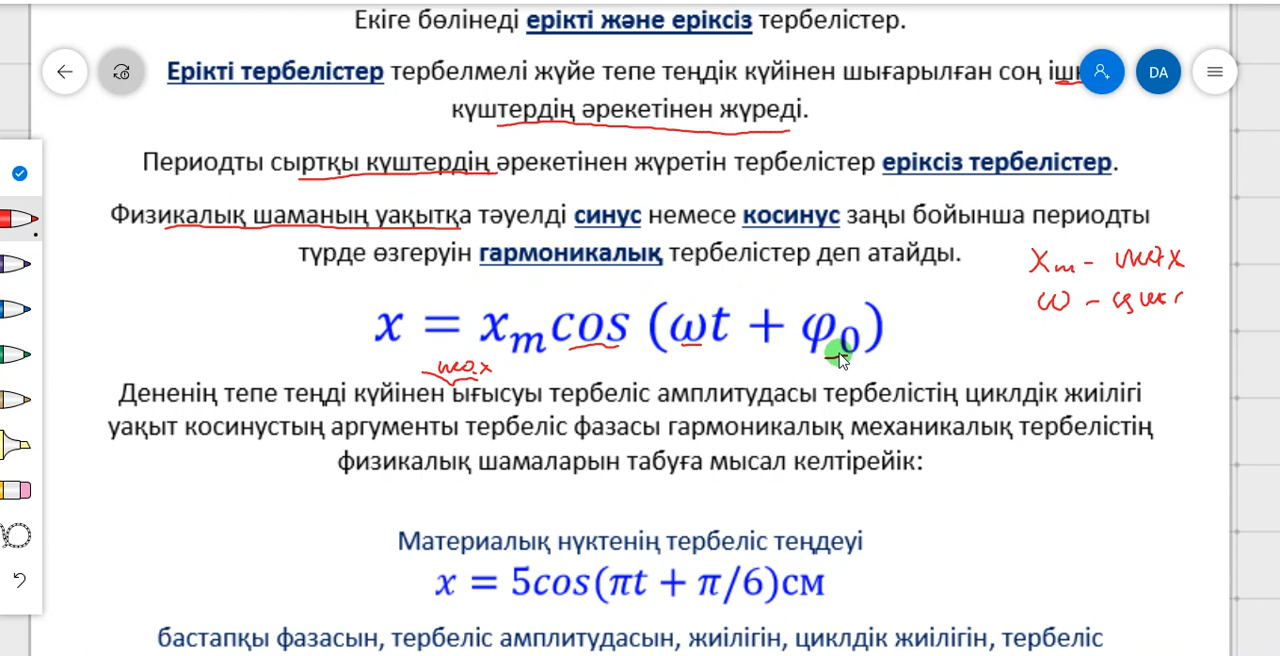 Екіге бөлінеді ерікті және еріксіз тербелістер.
Ерікті тербелістер тербелмелі жүйе тепе теңдік күйінен шығарылған соң
DA
күштердің әрекетінен жүреді.
Периодты сыртқы күштердің әрекетінен жүретін тербелістер еріксіз тербелістер.
Физикалық шаманың уақытқа тәуелді синус немесе косинус заңы бойынша периодты
түрде өзгеруін гармоникалық тербелістер деп атайды.
xₘ - max
ω -
x = xₘcos (ωt + φ₀)
max
Дененің тепе теңді күйінен ығысуы тербеліс амплитудасы тербелістің циклдік жиілігі
уақыт косинустың аргументы тербеліс фазасы гармоникалық механикалық тербелістің
физикалық шамаларын табуға мысал келтірейік:
Материалық нүктенің тербеліс теңдеуі
x = 5cos(πt + π/6)см
бастапқы фазасын, тербеліс амплитудасын, жиілігін, циклдік жиілігін, тербеліс